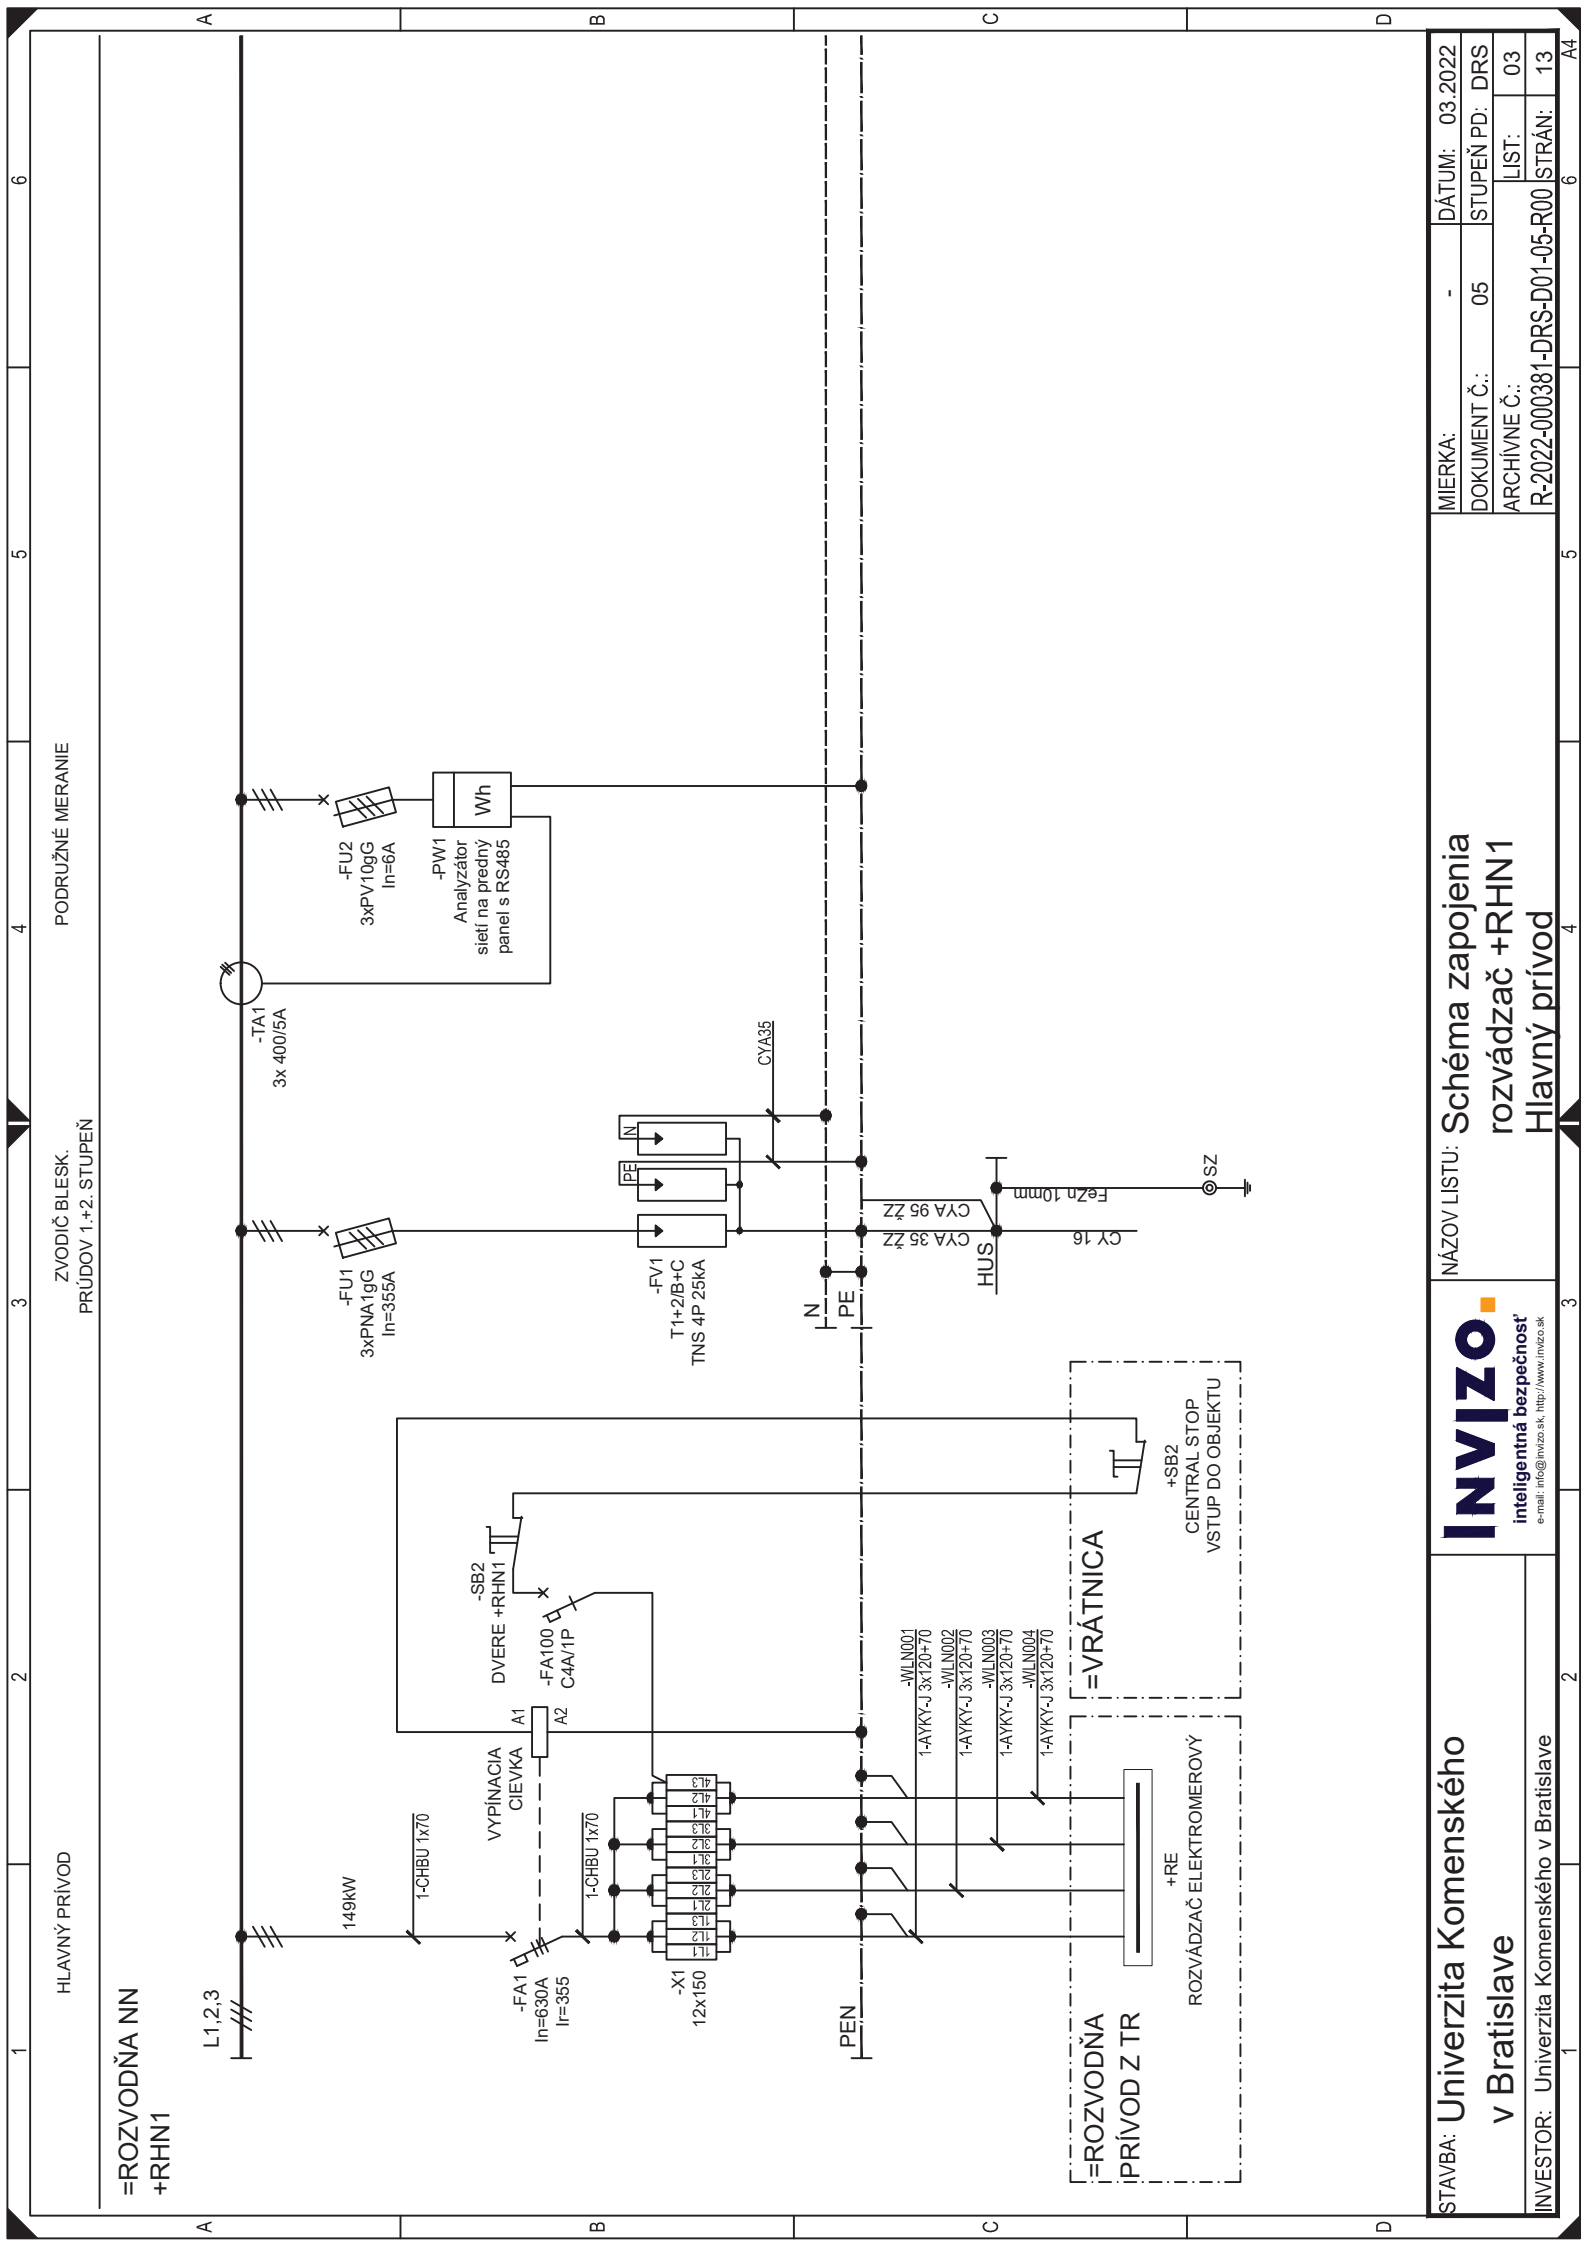 1
2
3
4
5
6
A
B
C
D
HLAVNÝ PRÍVOD
ZVODIČ BLESK.
PRÚDOV 1.+2. STUPEŇ
PODRUŽNÉ MERANIE
=ROZVODŇA NN
+RHN1
L1,2,3
149kW
1-CHBU 1x70
-FA1
In=630A
Ir=355
VYPÍNACIA
CIEVKA
A1
A2
1-CHBU 1x70
-X1
12x150
1L1
1L2
1L3
2L1
2L2
2L3
3L1
3L2
3L3
4L1
4L2
4L3
-SB2
DVERE +RHN1
-FA100
C4A/1P
PEN
-WLN001
1-AYKY-J 3x120+70
-WLN002
1-AYKY-J 3x120+70
-WLN003
1-AYKY-J 3x120+70
-WLN004
1-AYKY-J 3x120+70
=ROZVODŇA
PRÍVOD Z TR
+RE
ROZVÁDZAČ ELEKTROMEROVÝ
=VRÁTNICA
+SB2
CENTRAL STOP
VSTUP DO OBJEKTU
-FU1
3xPNA1gG
In=355A
-FV1
T1+2/B+C
TNS 4P 25kA
PE
N
CYA35
N
PE
CYA 35 ZŽ
CYA 95 ZŽ
HUS
CY 16
FeZn 10mm
SZ
-TA1
3x 400/5A
-FU2
3xPV10gG
In=6A
-PW1
Analyzátor
sietí na predný
panel s RS485
Wh
STAVBA: Univerzita Komenského
v Bratislave
INVESTOR: Univerzita Komenského v Bratislave
INVIZO
inteligentná bezpečnosť
e-mail: info@invizo.sk, http://www.invizo.sk
NÁZOV LISTU: Schéma zapojenia
rozvádzač +RHN1
Hlavný prívod
MIERKA: -
DÁTUM: 03.2022
DOKUMENT Č.: 05
STUPEŇ PD: DRS
ARCHÍVNE Č.:
R-2022-000381-DRS-D01-05-R00
LIST: 03
STRÁN: 13
1
2
3
4
5
6
A4
A
B
C
D